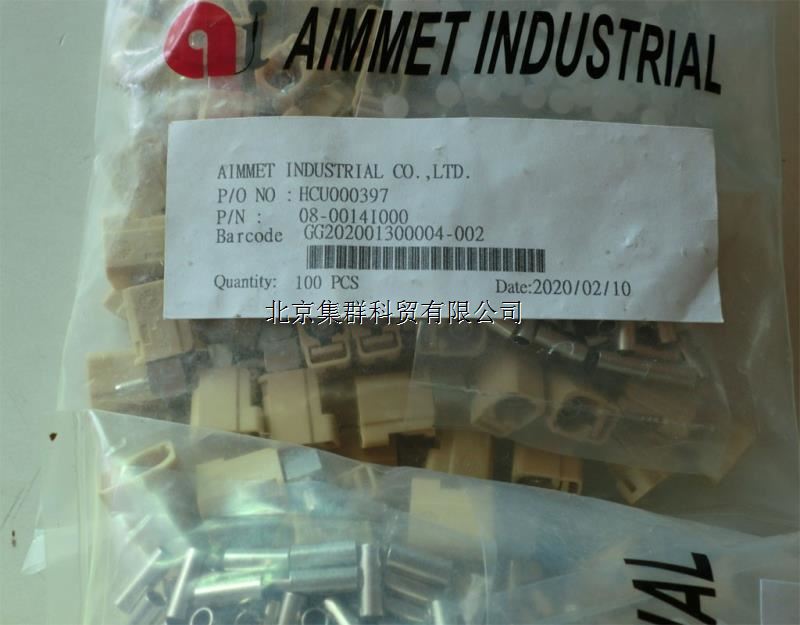 ai AIMMET INDUSTRIAL
AIMMET INDUSTRIAL CO.,LTD.
P/O NO : HCU000397
P/N : 08-00141000
Barcode GG202001300004-002
Quantity: 100 PCS Date:2020/02/10
北京集群科贸有限公司